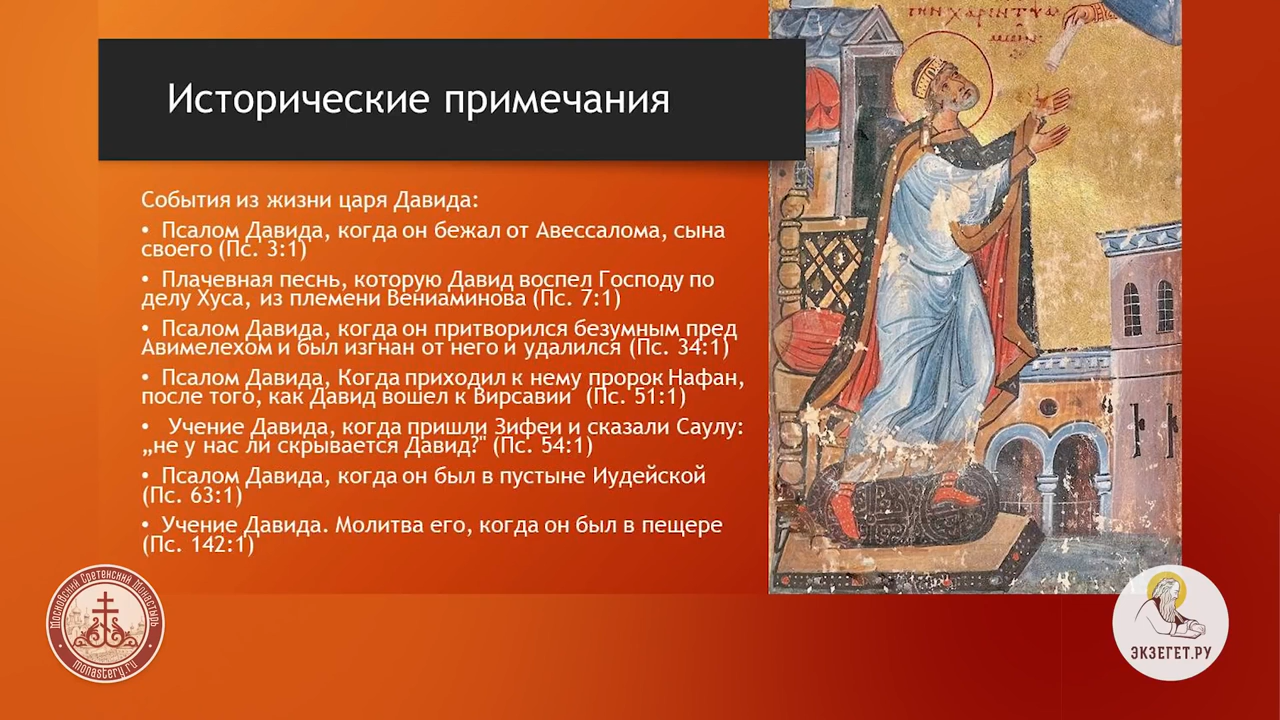 Исторические примечания
События из жизни царя Давида:
• Псалом Давида, когда он бежал от Авессалома, сына
своего (Пс. 3:1)
• Плачевная песнь, которую Давид воспел Господу по
делу Хуса, из племени Вениаминова (Пс. 7:1)
• Псалом Давида, когда он притворился безумным пред
Авимелехом и был изгнан от него и удалился (Пс. 34:1)
• Псалом Давида, Когда приходил к нему пророк Нафан,
после того, как Давид вошел к Вирсавии (Пс. 51:1)
• Учение Давида, когда пришли Зифеи и сказали Саулу:
„не у нас ли скрывается Давид?" (Пс. 54:1)
• Псалом Давида, когда он был в пустыне Иудейской
(Пс. 63:1)
• Учение Давида. Молитва его, когда он был в пещере
(Пс. 142:1)
Московский Сретенский Монастырь
monastery.ru
ЭКЗЕГЕТ.РУ